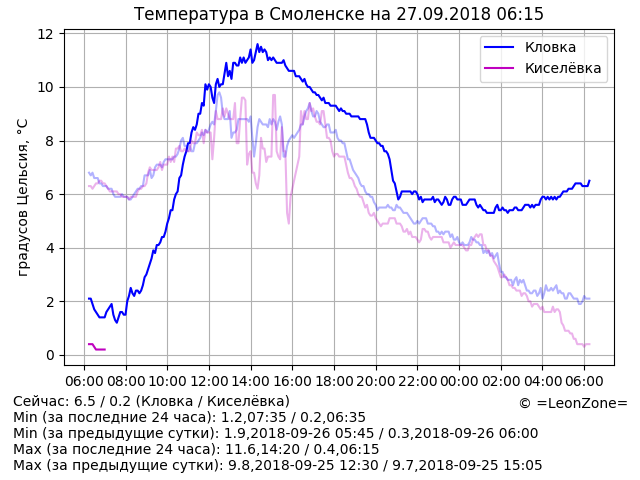 Температура в Смоленске на 27.09.2018 06:15
Кловка
Киселёвка
градусов Цельсия, °C
12
10
8
6
4
2
0
06:00 08:00 10:00 12:00 14:00 16:00 18:00 20:00 22:00 00:00 02:00 04:00 06:00
Сейчас: 6.5 / 0.2 (Кловка / Киселёвка)
© =LeonZone=
Min (за последние 24 часа): 1.2,07:35 / 0.2,06:35
Min (за предыдущие сутки): 1.9,2018-09-26 05:45 / 0.3,2018-09-26 06:00
Max (за последние 24 часа): 11.6,14:20 / 0.4,06:15
Max (за предыдущие сутки): 9.8,2018-09-25 12:30 / 9.7,2018-09-25 15:05